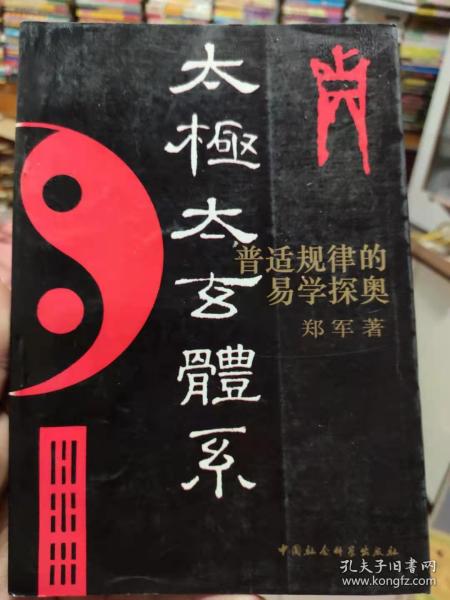 太極太玄體系
普适规律的
易学探奥
郑军著
中国社会科学出版社
孔夫子旧书网
www.kongfz.com